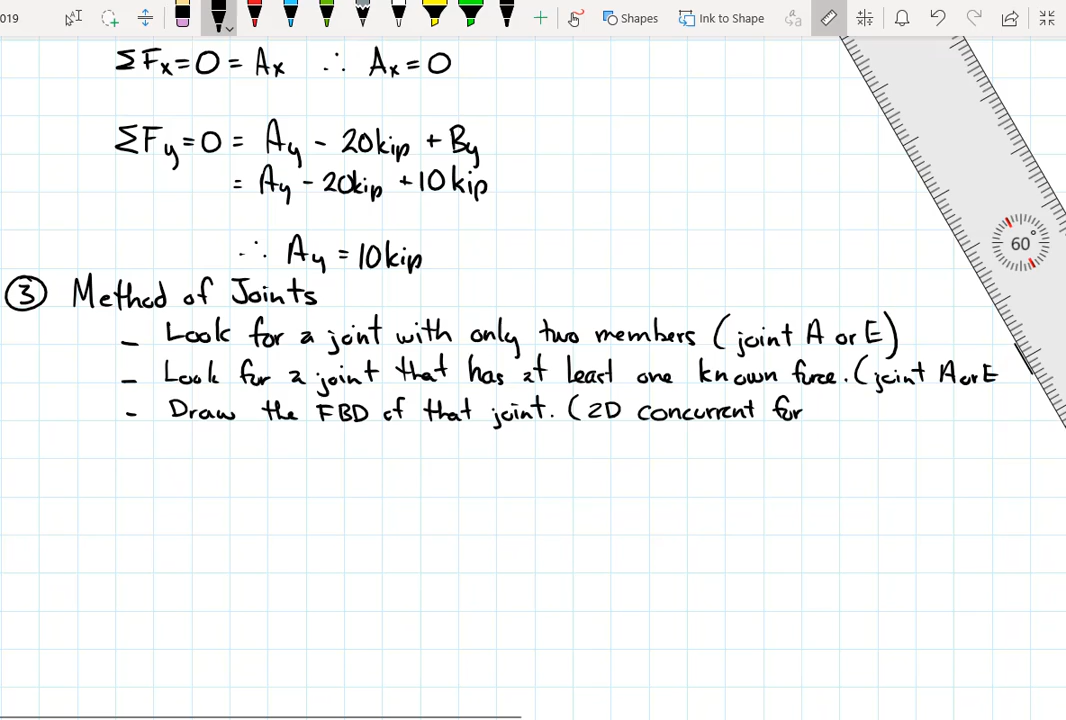 019 Shapes Ink to Shape
ΣFx=0 = Ax ∴ Ax=0
ΣFy=0 = Ay - 20kip + By
= Ay - 20kip +10kip
∴ Ay = 10kip
60°
③ Method of Joints
- Look for a joint with only two members (joint A or E)
- Look for a joint that has at least one known force. (joint A or E
- Draw the FBD of that joint. (2D concurrent for